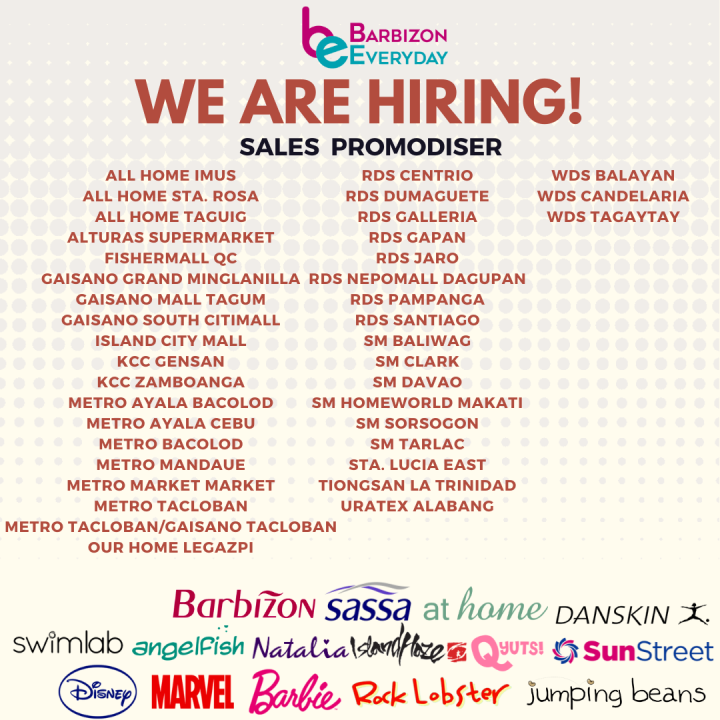 be BARBIZON
EVERYDAY
WE ARE HIRING!
SALES PROMODISER
ALL HOME IMUS
ALL HOME STA. ROSA
ALL HOME TAGUIG
ALTURAS SUPERMARKET
FISHERMALL QC
GAISANO GRAND MINGLANILLA
GAISANO MALL TAGUM
GAISANO SOUTH CITIMALL
ISLAND CITY MALL
KCC GENSAN
KCC ZAMBOANGA
METRO AYALA BACOLOD
METRO AYALA CEBU
METRO BACOLOD
METRO MANDAUE
METRO MARKET MARKET
METRO TACLOBAN
METRO TACLOBAN/GAISANO TACLOBAN
OUR HOME LEGAZPI
RDS CENTRIO
RDS DUMAGUETE
RDS GALLERIA
RDS GAPAN
RDS JARO
RDS NEPOMALL DAGUPAN
RDS PAMPANGA
RDS SANTIAGO
SM BALIWAG
SM CLARK
SM DAVAO
SM HOMEWORLD MAKATI
SM SORSOGON
SM TARLAC
STA. LUCIA EAST
TIONGSAN LA TRINIDAD
URATEX ALABANG
WDS BALAYAN
WDS CANDELARIA
WDS TAGAYTAY
Barbizon sassa at home DANSKIN
swimlab angelfish Natalia Island Haze QYUTS! SunStreet
Disney MARVEL Barbie Rock Lobster jumping beans